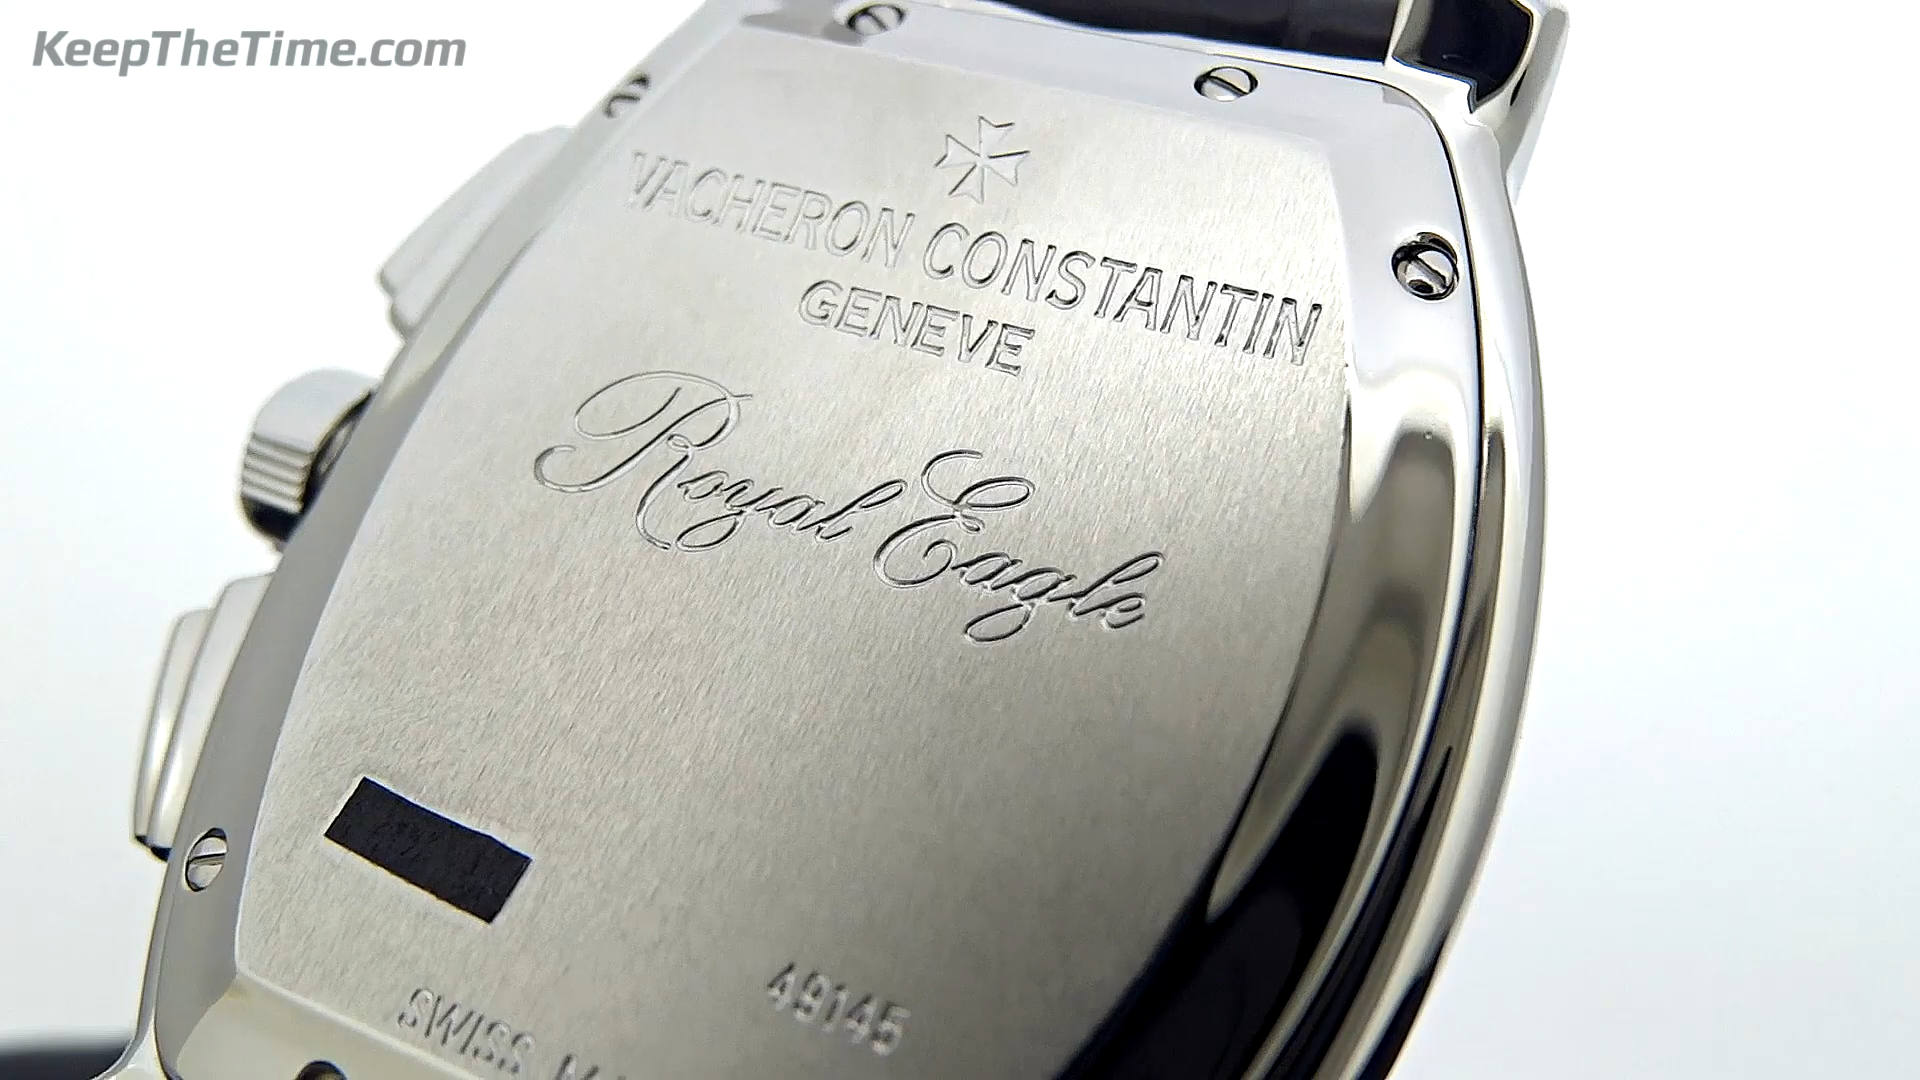 KeepTheTime.com
VACHERON CONSTANTIN
GENEVE
Royal Eagle
49145
SWISS